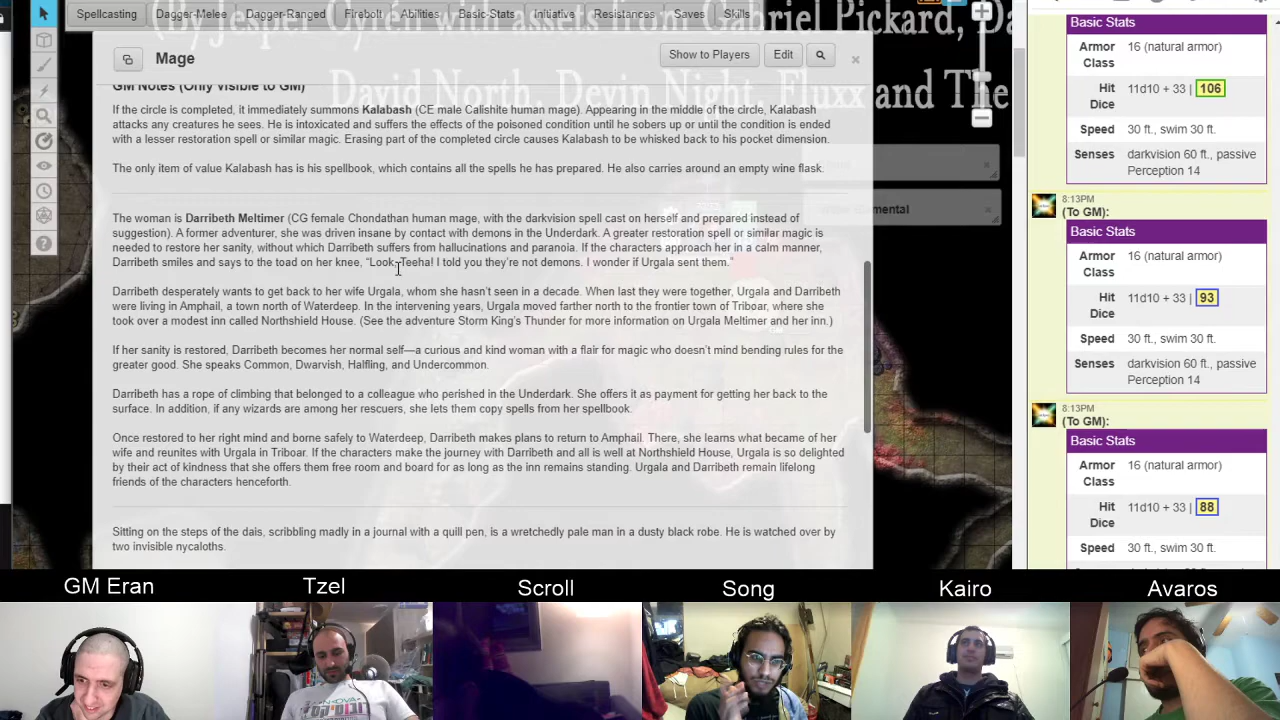 Spellcasting Dagger-Melee Dagger-Ranged Firebolt Abilities Basic-Stats Initiative Resistances Saves Skills
(By Jesper Gyrén with assets from Gabriel Pickard, Da
David North, Devin Night, Fluxx and The
Mage
Show to Players Edit
GM Notes (Only visible to GM)
If the circle is completed, it immediately summons Kalabash (CE male Calishite human mage). Appearing in the middle of the circle, Kalabash
attacks any creatures he sees. He is intoxicated and suffers the effects of the poisoned condition until he sobers up or until the condition is ended
with a lesser restoration spell or similar magic. Erasing part of the completed circle causes Kalabash to be whisked back to his pocket dimension.
The only item of value Kalabash has is his spellbook, which contains all the spells he has prepared. He also carries around an empty wine flask.
The woman is Darribeth Meltimer (CG female Chondathan human mage, with the darkvision spell cast on herself and prepared instead of
suggestion). A former adventurer, she was driven insane by contact with demons in the Underdark. A greater restoration spell or similar magic is
needed to restore her sanity, without which Darribeth suffers from hallucinations and paranoia. If the characters approach her in a calm manner,
Darribeth smiles and says to the toad on her knee, “Look, Teeha! I told you they’re not demons. I wonder if Urgala sent them.”
Darribeth desperately wants to get back to her wife Urgala, whom she hasn’t seen in a decade. When last they were together, Urgala and Darribeth
were living in Amphail, a town north of Waterdeep. In the intervening years, Urgala moved farther north to the frontier town of Triboar, where she
took over a modest inn called Northshield House. (See the adventure Storm King’s Thunder for more information on Urgala Meltimer and her inn.)
If her sanity is restored, Darribeth becomes her normal self—a curious and kind woman with a flair for magic who doesn’t mind bending rules for the
greater good. She speaks Common, Dwarvish, Halfling, and Undercommon.
Darribeth has a rope of climbing that belonged to a colleague who perished in the Underdark. She offers it as payment for getting her back to the
surface. In addition, if any wizards are among her rescuers, she lets them copy spells from her spellbook.
Once restored to her right mind and borne safely to Waterdeep, Darribeth makes plans to return to Amphail. There, she learns what became of her
wife and reunites with Urgala in Triboar. If the characters make the journey with Darribeth and all is well at Northshield House, Urgala is so delighted
by their act of kindness that she offers them free room and board for as long as the inn remains standing. Urgala and Darribeth remain lifelong
friends of the characters henceforth.
Sitting on the steps of the dais, scribbling madly in a journal with a quill pen, is a wretchedly pale man in a dusty black robe. He is watched over by
two invisible nycaloths.
Basic Stats
Armor Class 16 (natural armor)
Hit Dice 11d10 + 33 | 106
Speed 30 ft., swim 30 ft.
Senses darkvision 60 ft., passive
Perception 14
8:13PM
(To GM):
Basic Stats
Armor Class 16 (natural armor)
Hit Dice 11d10 + 33 | 93
Speed 30 ft., swim 30 ft.
Senses darkvision 60 ft., passive
Perception 14
8:13PM
(To GM):
Basic Stats
Armor Class 16 (natural armor)
Hit Dice 11d10 + 33 | 88
Speed 30 ft., swim 30 ft.
GM Eran Tzel Scroll Song Kairo Avaros